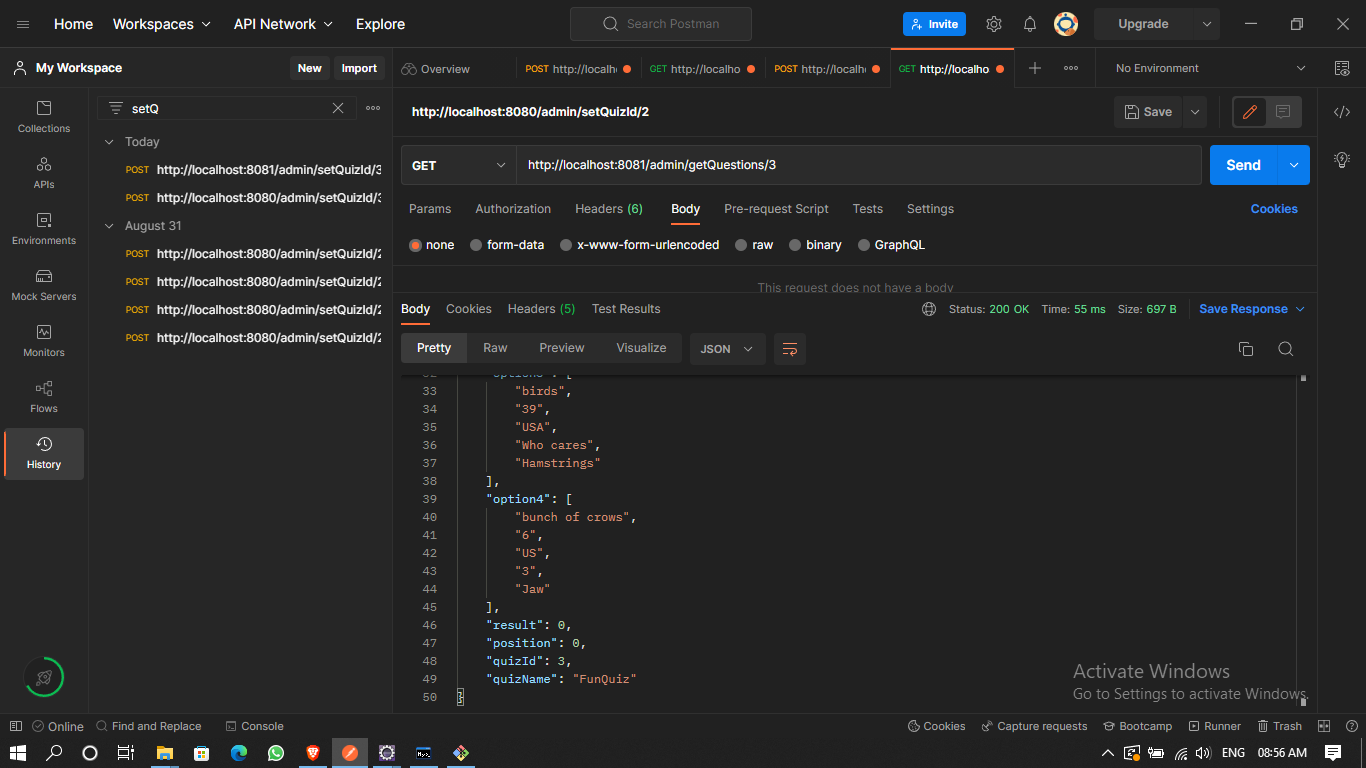 Home Workspaces API Network Explore Search Postman Invite Upgrade
My Workspace New Import Overview POST http://localh GET http://localho POST http://localh GET http://localho No Environment
setQ
http://localhost:8080/admin/setQuizId/2 Save
Collections
Today
POST http://localhost:8081/admin/setQuizId/3
POST http://localhost:8080/admin/setQuizId/3
August 31
POST http://localhost:8080/admin/setQuizId/2
POST http://localhost:8080/admin/setQuizId/2
POST http://localhost:8080/admin/setQuizId/2
POST http://localhost:8080/admin/setQuizId/2
APIs
Environments
Mock Servers
Monitors
Flows
History
GET http://localhost:8081/admin/getQuestions/3 Send
Params Authorization Headers (6) Body Pre-request Script Tests Settings Cookies
none form-data x-www-form-urlencoded raw binary GraphQL
This request does not have a body
Body Cookies Headers (5) Test Results Status: 200 OK Time: 55 ms Size: 697 B Save Response
Pretty Raw Preview Visualize JSON
32 "option3": [
33 "birds",
34 "39",
35 "USA",
36 "Who cares",
37 "Hamstrings"
38 ],
39 "option4": [
40 "bunch of crows",
41 "6",
42 "US",
43 "3",
44 "Jaw"
45 ],
46 "result": 0,
47 "position": 0,
48 "quizId": 3,
49 "quizName": "FunQuiz"
50 }
Activate Windows
Go to Settings to activate Windows.
Online Find and Replace Console Cookies Capture requests Bootcamp Runner Trash
ENG 08:56 AM